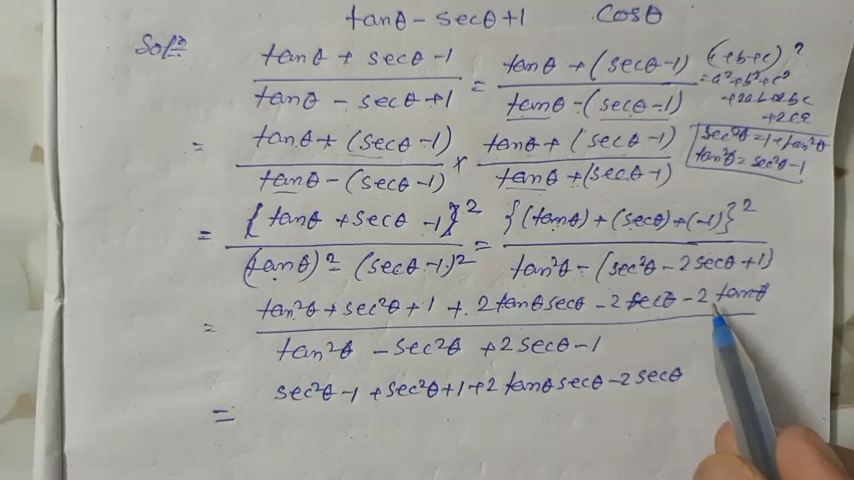 tanθ - secθ + 1 cosθ
Solⁿ
tanθ + secθ - 1 / tanθ - secθ + 1 = tanθ + (secθ - 1) / tanθ - (secθ - 1)
(a+b+c)²
= a²+b²+c²
+2ab+2bc
+2ca
= tanθ + (secθ - 1) / tanθ - (secθ - 1) × tanθ + (secθ - 1) / tanθ + (secθ - 1)
sec²θ = 1 + tan²θ
tan²θ = sec²θ - 1
= {tanθ + secθ - 1}² / (tanθ)² - (secθ - 1)² = {(tanθ) + (secθ) + (-1)}² / tan²θ - (sec²θ - 2secθ + 1)
= tan²θ + sec²θ + 1 + 2tanθ secθ - 2secθ - 2tanθ / tan²θ - sec²θ + 2secθ - 1
= sec²θ - 1 + sec²θ + 1 + 2tanθ secθ - 2secθ